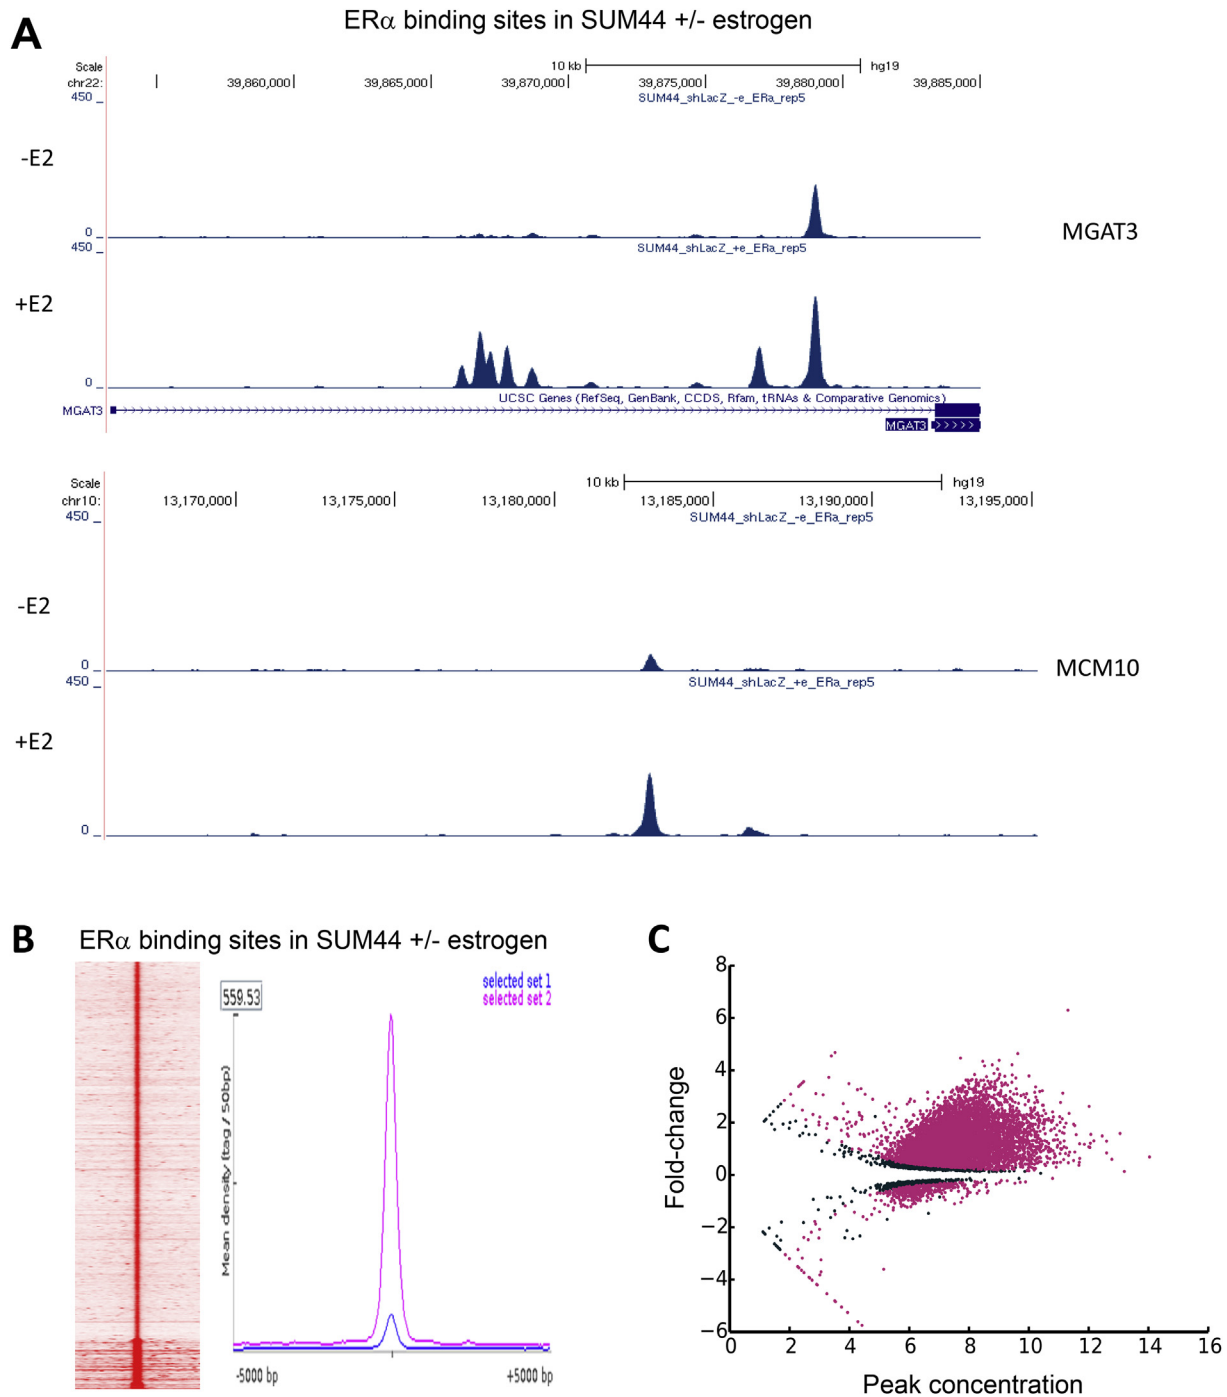 A
ERα binding sites in SUM44 +/- estrogen
Scale
10 kb
hg19
chr22:
39,860,000
39,865,000
39,870,000
39,875,000
39,880,000
39,885,000
450
SUM44_shLacZ_-e_ERa_rep5
-E2
MGAT3
0
450
SUM44_shLacZ_+e_ERa_rep5
+E2
0
UCSC Genes (RefSeq, GenBank, CCDS, Rfam, tRNAs & Comparative Genomics)
MGAT3
MGAT3
Scale
10 kb
hg19
chr10:
13,170,000
13,175,000
13,180,000
13,185,000
13,190,000
13,195,000
450
SUM44_shLacZ_-e_ERa_rep5
-E2
MCM10
0
450
SUM44_shLacZ_+e_ERa_rep5
+E2
0
B
ERα binding sites in SUM44 +/- estrogen
559.53
selected set 1
selected set 2
Mean density (tag / 50bp)
-5000 bp
+5000 bp
C
8
6
4
2
0
−2
−4
−6
Fold-change
0 2 4 6 8 10 12 14 16
Peak concentration